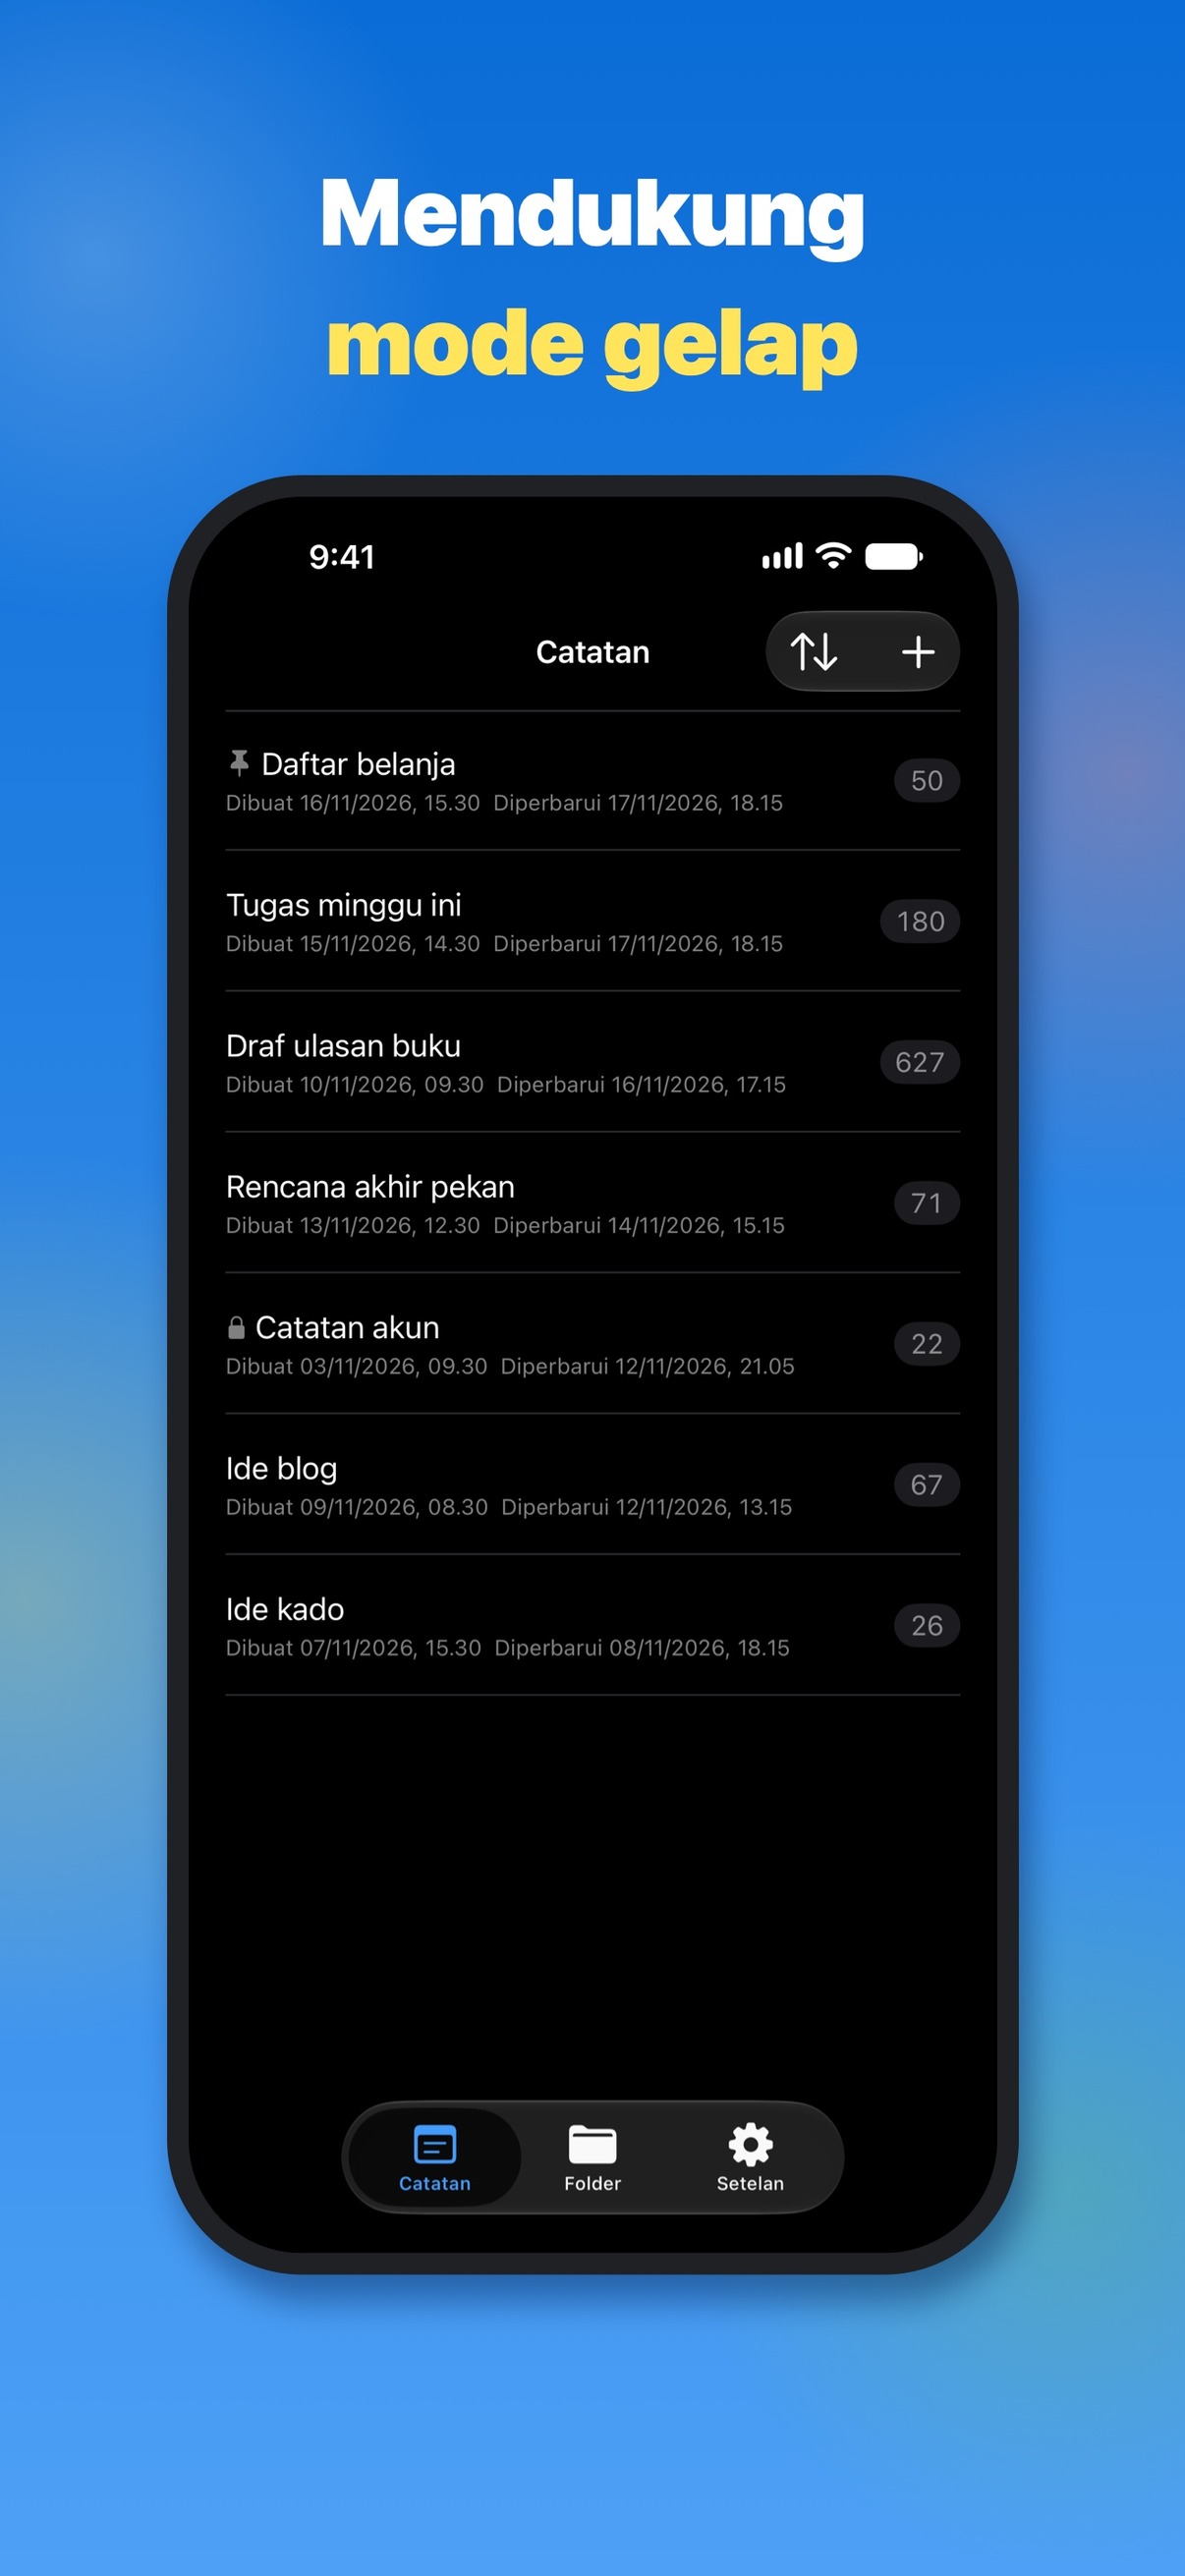 Mendukung
mode gelap
9:41
Catatan
Daftar belanja
Dibuat 16/11/2026, 15.30  Diperbarui 17/11/2026, 18.15
50
Tugas minggu ini
Dibuat 15/11/2026, 14.30  Diperbarui 17/11/2026, 18.15
180
Draf ulasan buku
Dibuat 10/11/2026, 09.30  Diperbarui 16/11/2026, 17.15
627
Rencana akhir pekan
Dibuat 13/11/2026, 12.30  Diperbarui 14/11/2026, 15.15
71
Catatan akun
Dibuat 03/11/2026, 09.30  Diperbarui 12/11/2026, 21.05
22
Ide blog
Dibuat 09/11/2026, 08.30  Diperbarui 12/11/2026, 13.15
67
Ide kado
Dibuat 07/11/2026, 15.30  Diperbarui 08/11/2026, 18.15
26
Catatan
Folder
Setelan